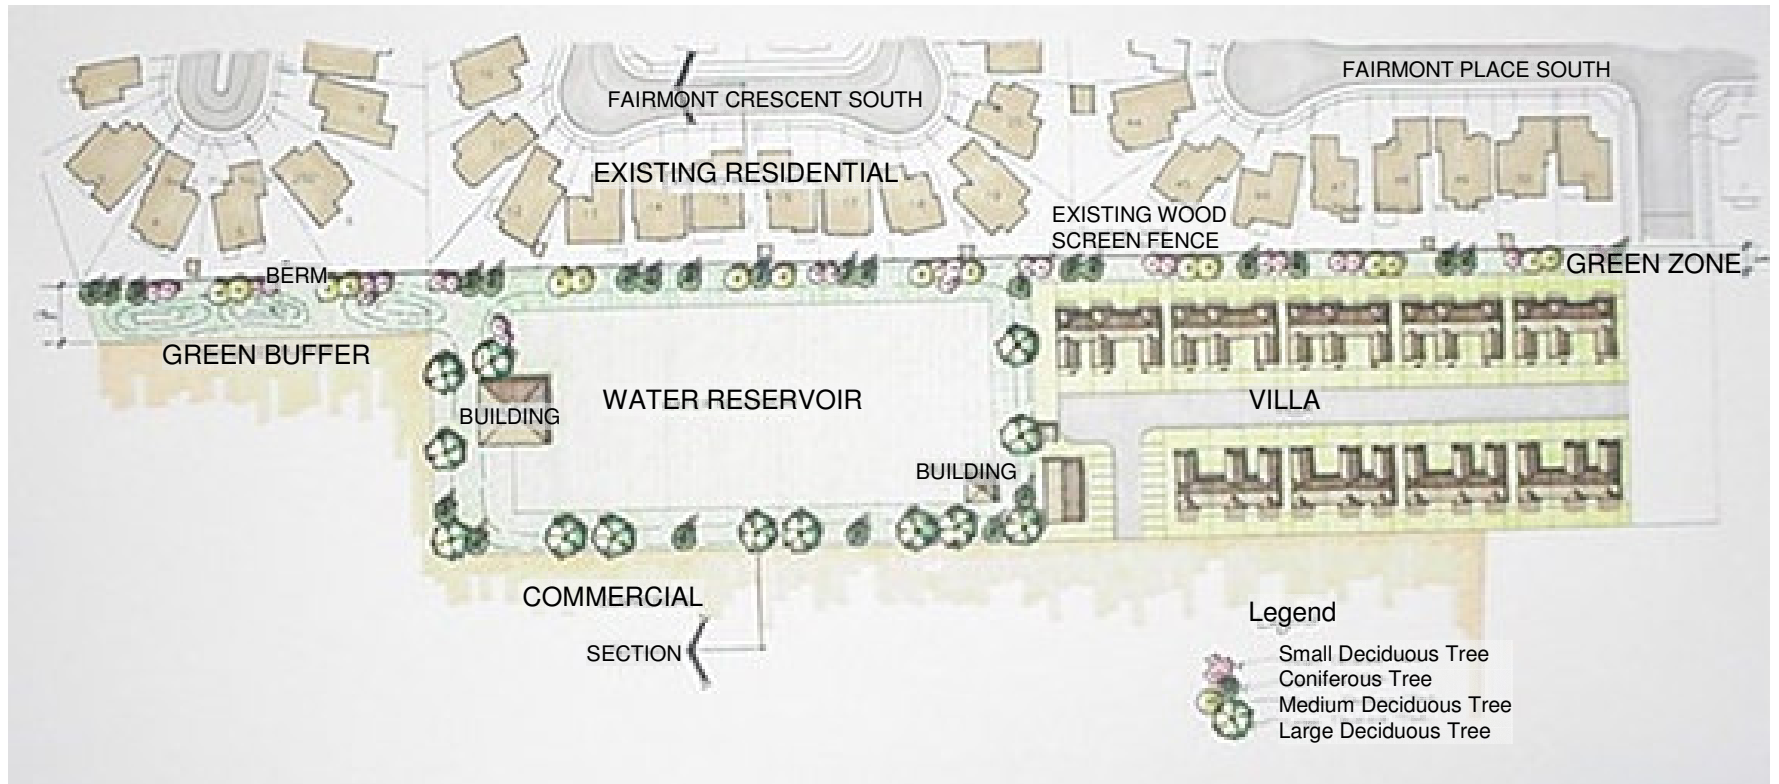 FAIRMONT PLACE SOUTH
FAIRMONT CRESCENT SOUTH
EXISTING RESIDENTIAL
EXISTING WOOD
SCREEN FENCE
GREEN ZONE
BERM
GREEN BUFFER
WATER RESERVOIR
VILLA
BUILDING
BUILDING
COMMERCIAL
SECTION
Legend
Small Deciduous Tree
Coniferous Tree
Medium Deciduous Tree
Large Deciduous Tree